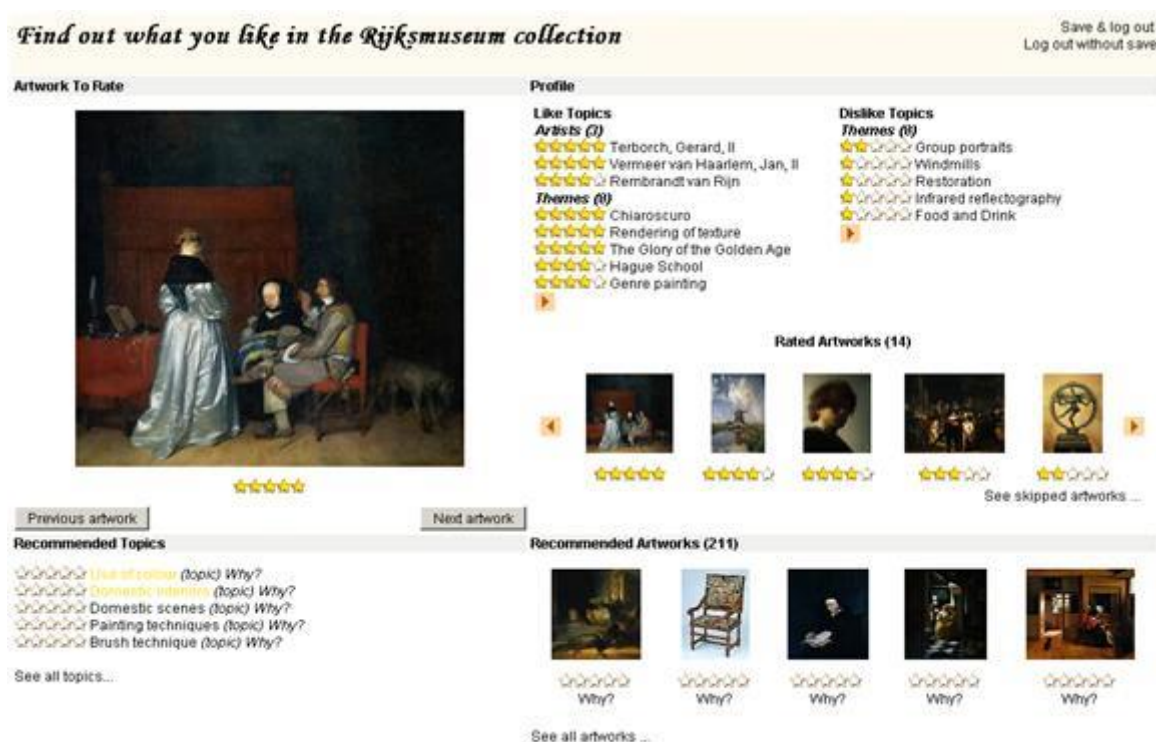 Find out what you like in the Rijksmuseum collection
Save & log out
Log out without save
Artwork To Rate
Previous artwork
Next artwork
Profile
Like Topics
Artists (3)
Terborch, Gerard, II
Vermeer van Haarlem, Jan, II
Rembrandt van Rijn
Themes (8)
Chiaroscuro
Rendering of texture
The Glory of the Golden Age
Hague School
Genre painting
Dislike Topics
Themes (8)
Group portraits
Windmills
Restoration
Infrared reflectography
Food and Drink
Rated Artworks (14)
See skipped artworks ...
Recommended Topics
Use of colour (topic) Why?
Domestic interiors (topic) Why?
Domestic scenes (topic) Why?
Painting techniques (topic) Why?
Brush technique (topic) Why?
See all topics...
Recommended Artworks (211)
Why? Why? Why? Why? Why?
See all artworks ...